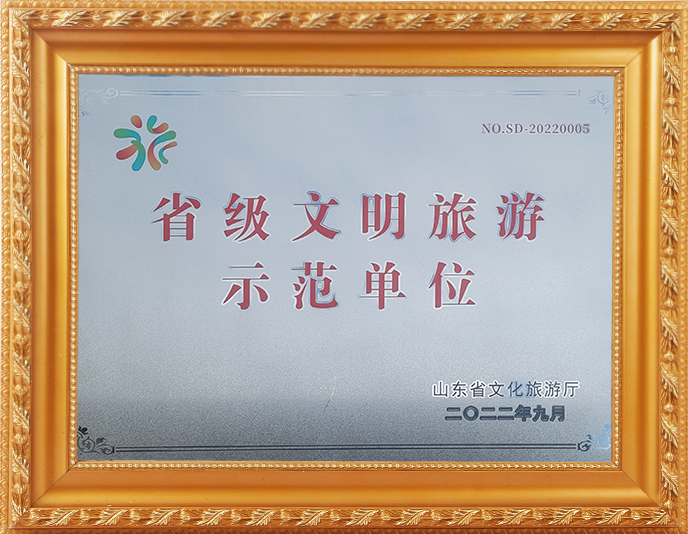 NO.SD-20220005
省级文明旅游
示范单位
山东省文化旅游厅
二〇二二年九月